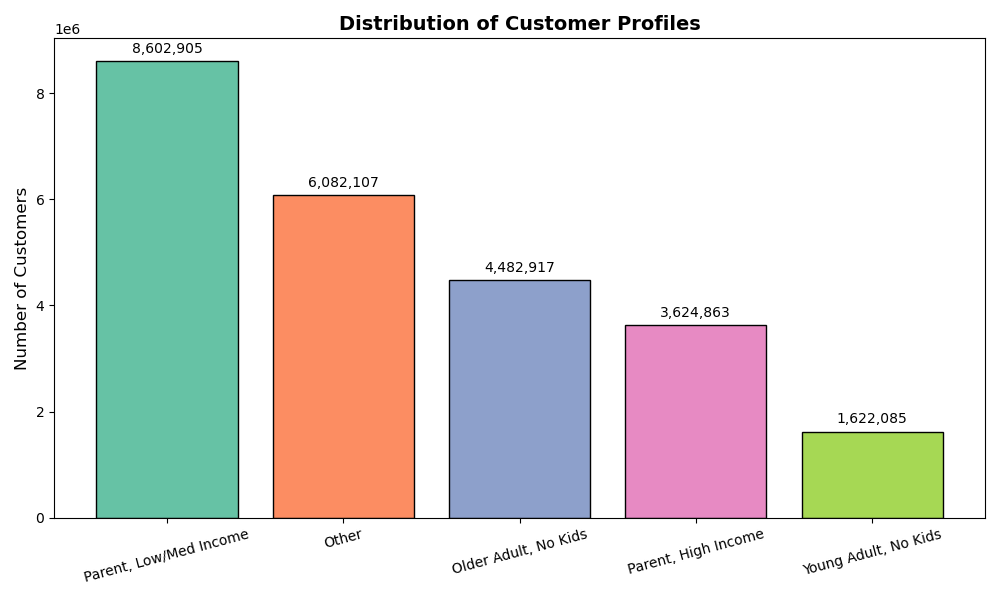 Distribution of Customer Profiles
1e6
8,602,905
8
6,082,107
6
4,482,917
4
3,624,863
2
1,622,085
0
Number of Customers
Parent, Low/Med Income
Other
Older Adult, No Kids
Parent, High Income
Young Adult, No Kids